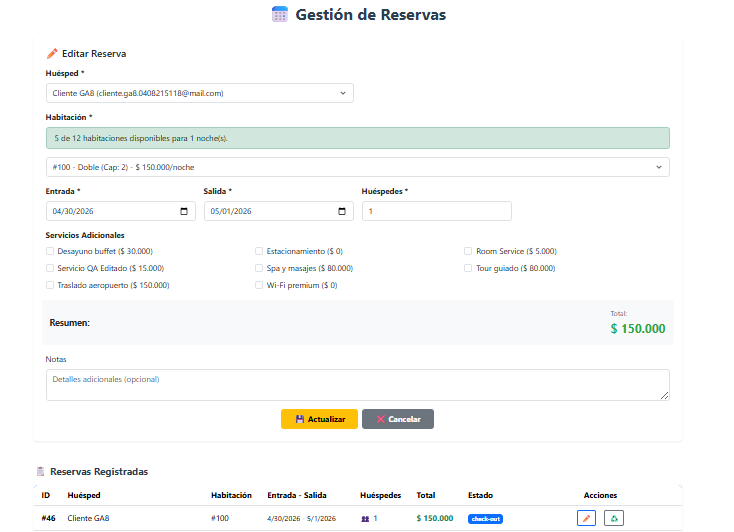 Gestión de Reservas
Editar Reserva
Huésped *
Cliente GA8 (cliente.ga8.0408215118@mail.com)
Habitación *
5 de 12 habitaciones disponibles para 1 noche(s).
#100 - Doble (Cap: 2) - $ 150.000/noche
Entrada * Salida * Huéspedes *
04/30/2026 05/01/2026 1
Servicios Adicionales
Desayuno buffet ($ 30.000) Estacionamiento ($ 0) Room Service ($ 5.000)
Servicio QA Editado ($ 15.000) Spa y masajes ($ 80.000) Tour guiado ($ 80.000)
Traslado aeropuerto ($ 150.000) Wi-Fi premium ($ 0)
Resumen: Total:
$ 150.000
Notas
Detalles adicionales (opcional)
Actualizar Cancelar
Reservas Registradas
ID Huésped Habitación Entrada - Salida Huéspedes Total Estado Acciones
#46 Cliente GA8 #100 4/30/2026 - 5/1/2026 1 $ 150.000 check-out